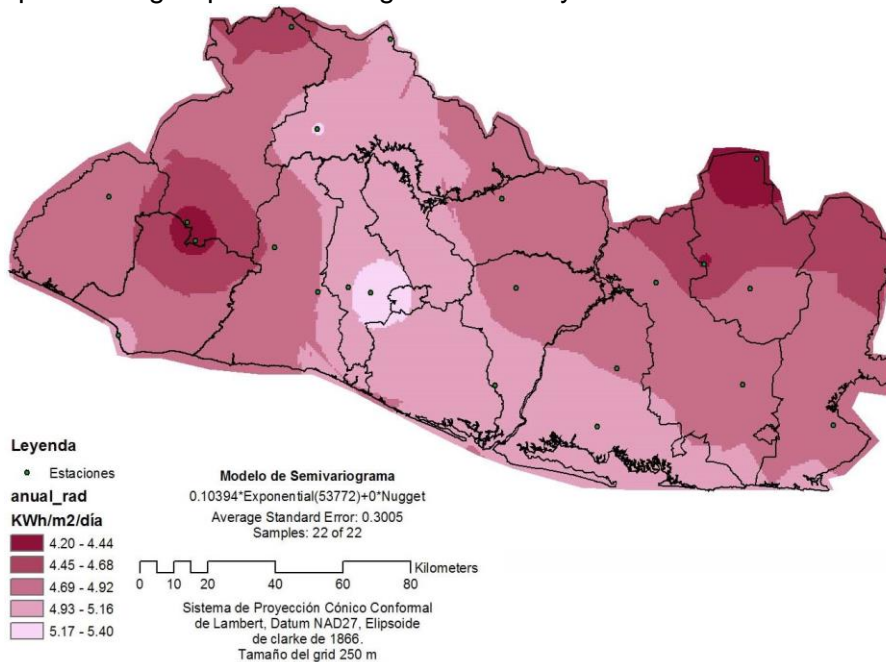 Leyenda
Estaciones
anual_rad
KWh/m2/día
4.20 - 4.44
4.45 - 4.68
4.69 - 4.92
4.93 - 5.16
5.17 - 5.40
Modelo de Semivariograma
0.10394*Exponential(53772)+0*Nugget
Average Standard Error: 0.3005
Samples: 22 of 22
Kilometers
0 5 10 20 40 60 80
Sistema de Proyección Cónico Conformal
de Lambert, Datum NAD27, Elipsoide
de clarke de 1866.
Tamaño del grid 250 m